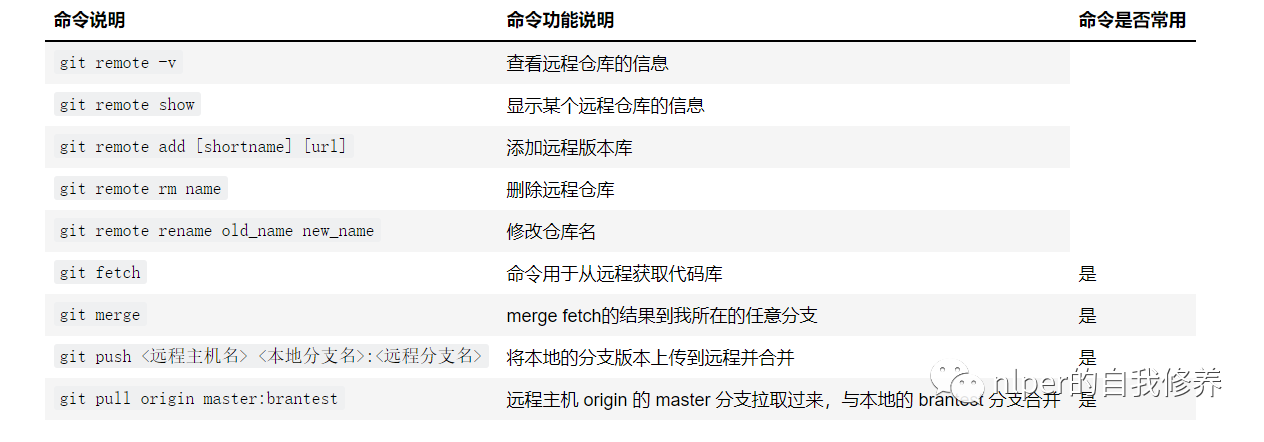 命令说明 命令功能说明 命令是否常用
git remote -v 查看远程仓库的信息
git remote show 显示某个远程仓库的信息
git remote add [shortname] [url] 添加远程版本库
git remote rm name 删除远程仓库
git remote rename old_name new_name 修改仓库名
git fetch 命令用于从远程获取代码库 是
git merge merge fetch的结果到我所在的任意分支 是
git push <远程主机名> <本地分支名>:<远程分支名> 将本地的分支版本上传到远程并合并 是
git pull origin master:brantest 远程主机 origin 的 master 分支拉取过来，与本地的 brantest 分支合并 是
nlper的自我修养